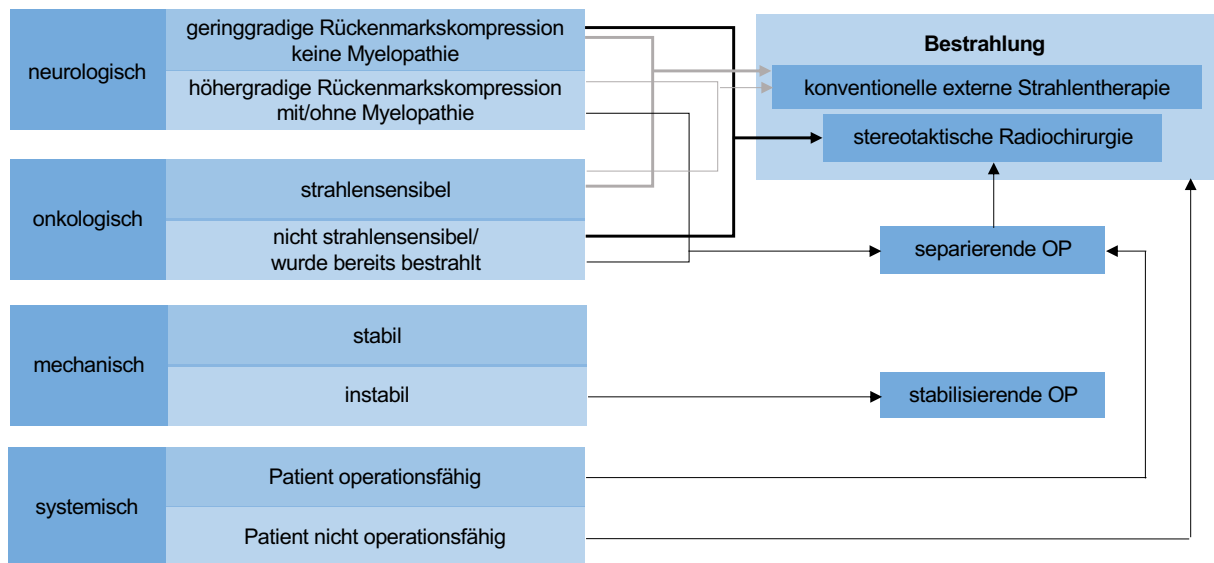 neurologisch
geringgradige Rückenmarkskompression
keine Myelopathie
höhergradige Rückenmarkskompression
mit/ohne Myelopathie
onkologisch
strahlensensibel
nicht strahlensensibel/
wurde bereits bestrahlt
mechanisch
stabil
instabil
systemisch
Patient operationsfähig
Patient nicht operationsfähig
Bestrahlung
konventionelle externe Strahlentherapie
stereotaktische Radiochirurgie
separierende OP
stabilisierende OP